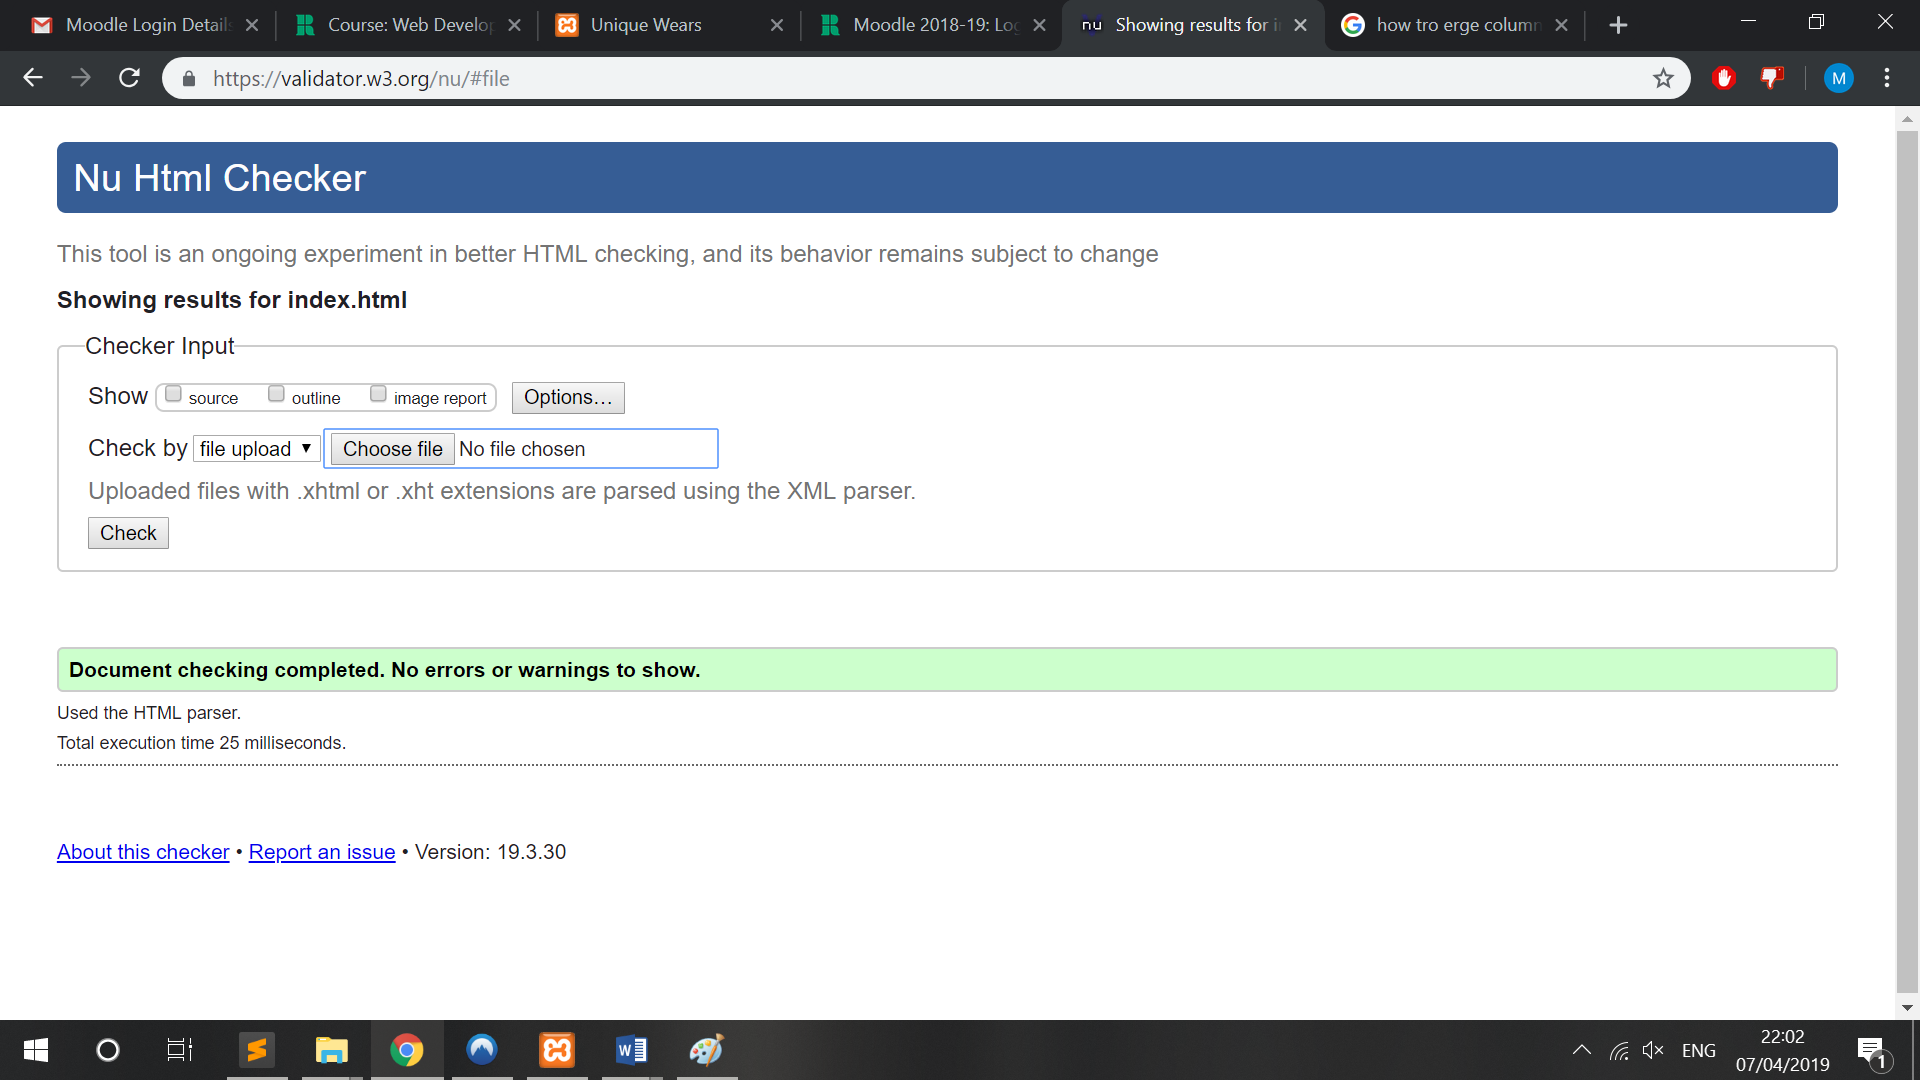 Moodle Login Details
Course: Web Develop
Unique Wears
Moodle 2018-19: Log
nu Showing results for i
how tro erge column
https://validator.w3.org/nu/#file
M
Nu Html Checker
This tool is an ongoing experiment in better HTML checking, and its behavior remains subject to change
Showing results for index.html
Checker Input
Show source outline image report Options...
Check by file upload Choose file No file chosen
Uploaded files with .xhtml or .xht extensions are parsed using the XML parser.
Check
Document checking completed. No errors or warnings to show.
Used the HTML parser.
Total execution time 25 milliseconds.
About this checker • Report an issue • Version: 19.3.30
ENG
22:02
07/04/2019
1